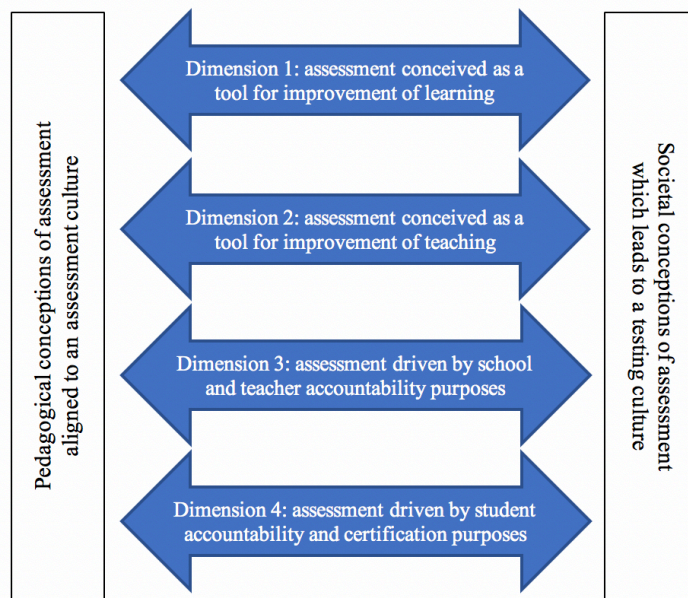 Pedagogical conceptions of assessment
aligned to an assessment culture
Dimension 1: assessment conceived as a
tool for improvement of learning
Dimension 2: assessment conceived as a
tool for improvement of teaching
Dimension 3: assessment driven by school
and teacher accountability purposes
Dimension 4: assessment driven by student
accountability and certification purposes
Societal conceptions of assessment
which leads to a testing culture